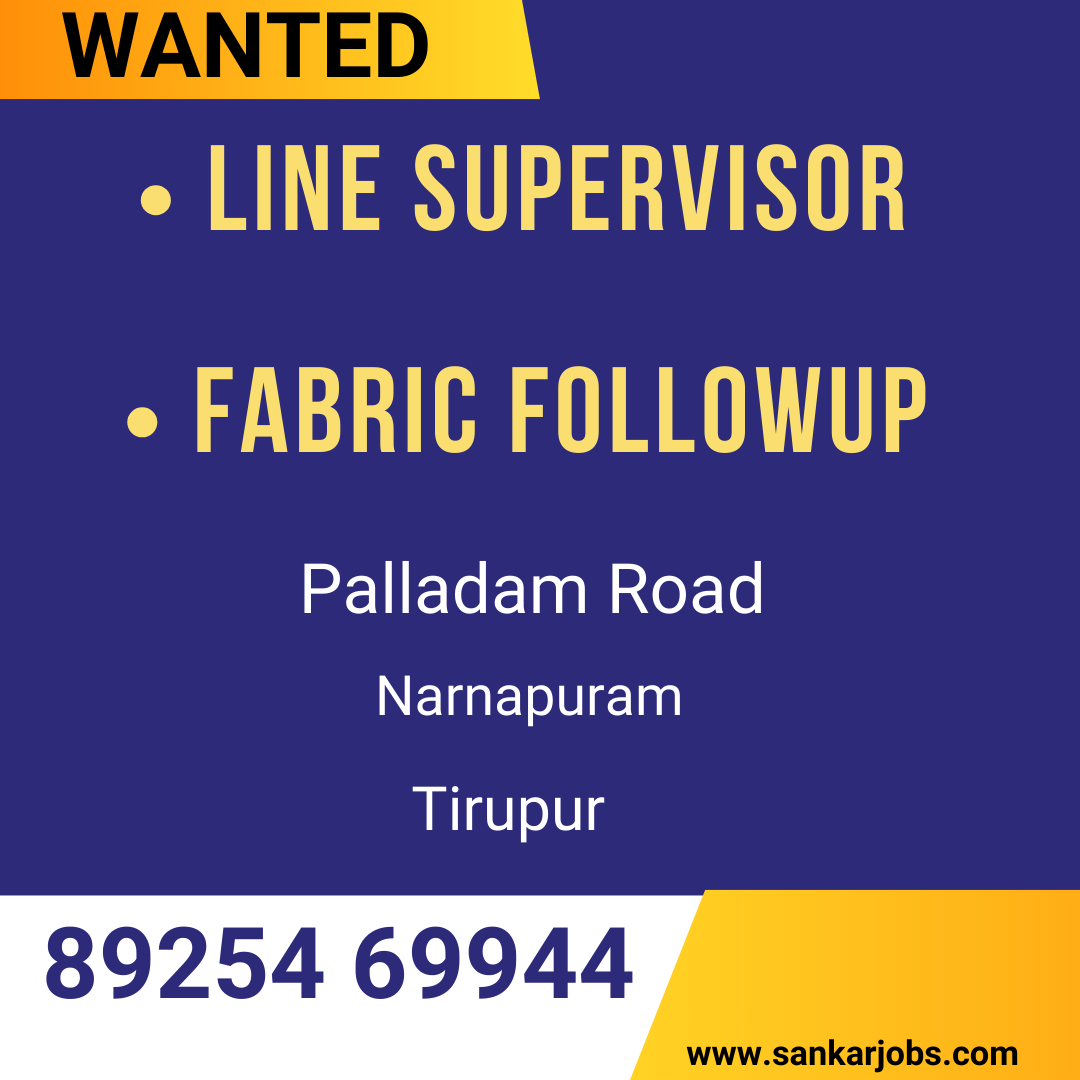 WANTED
• LINE SUPERVISOR
• FABRIC FOLLOWUP
Palladam Road
Narnapuram
Tirupur
89254 69944
www.sankarjobs.com